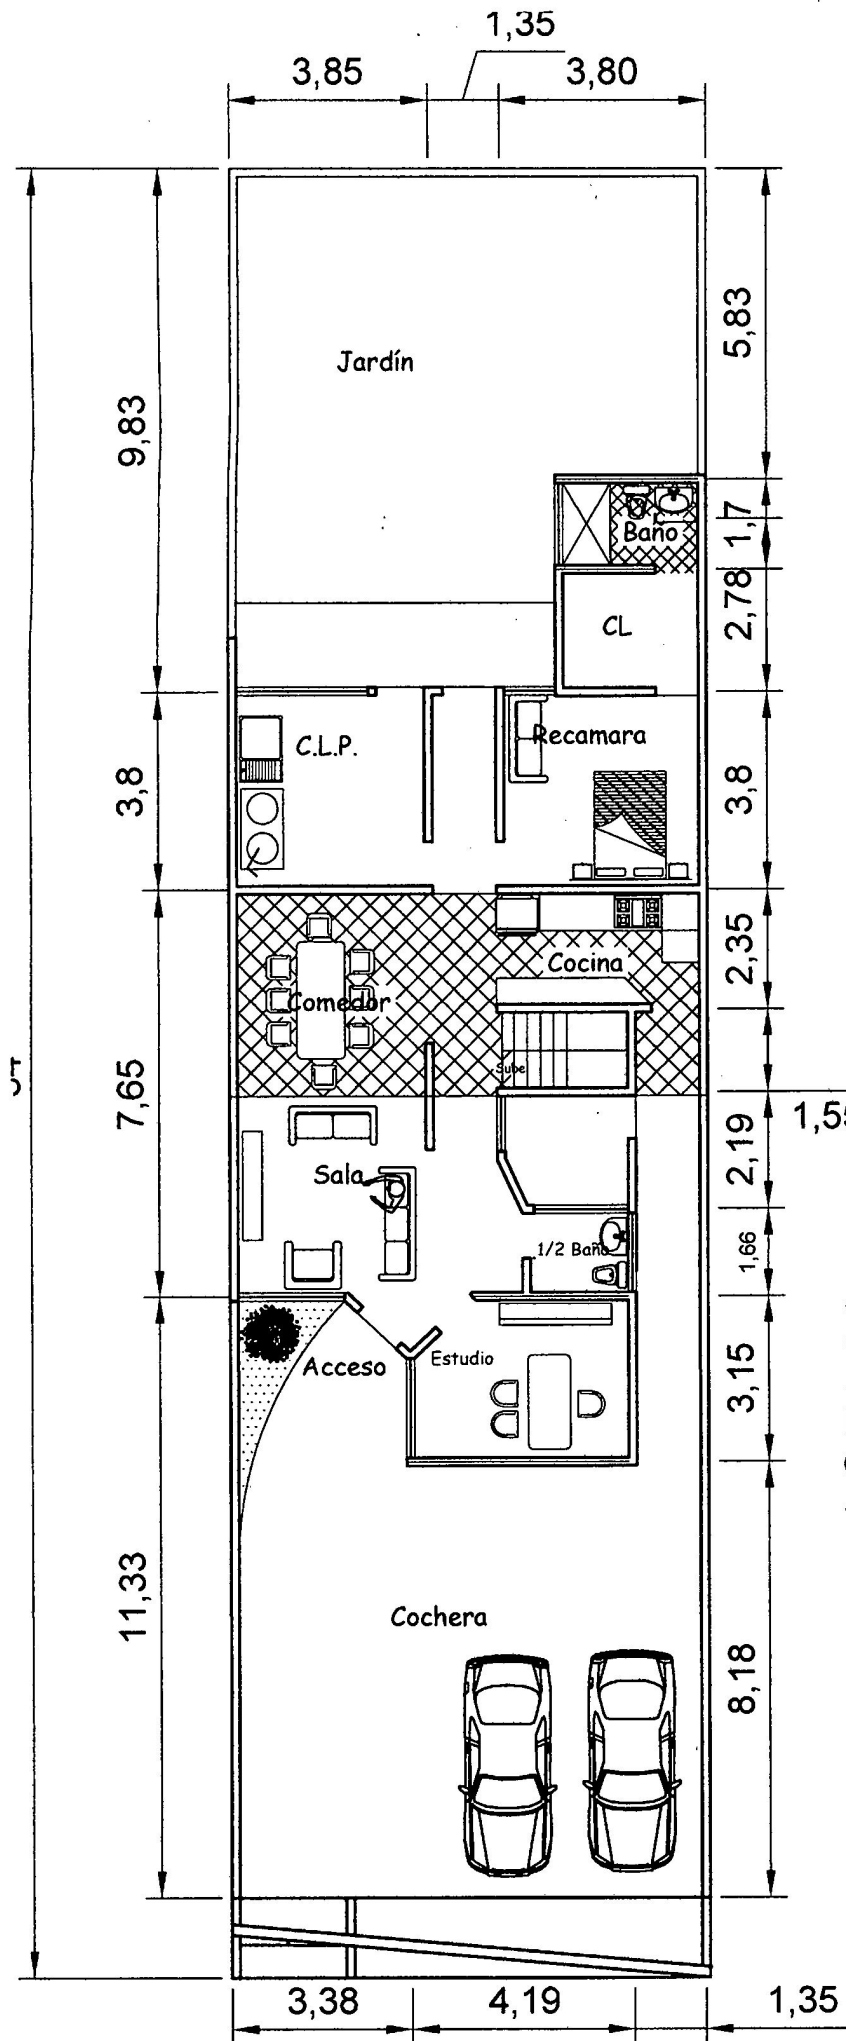 1,35
3,85
3,80
Jardín
9,83
5,83
Baño
1,7
CL
2,78
C.L.P.
Recamara
3,8
3,8
Cocina
2,35
Comedor
Sube
7,65
1,55
2,19
Sala
1/2 Baño
1,66
Acceso
Estudio
3,15
11,33
Cochera
8,18
3,38
4,19
1,35